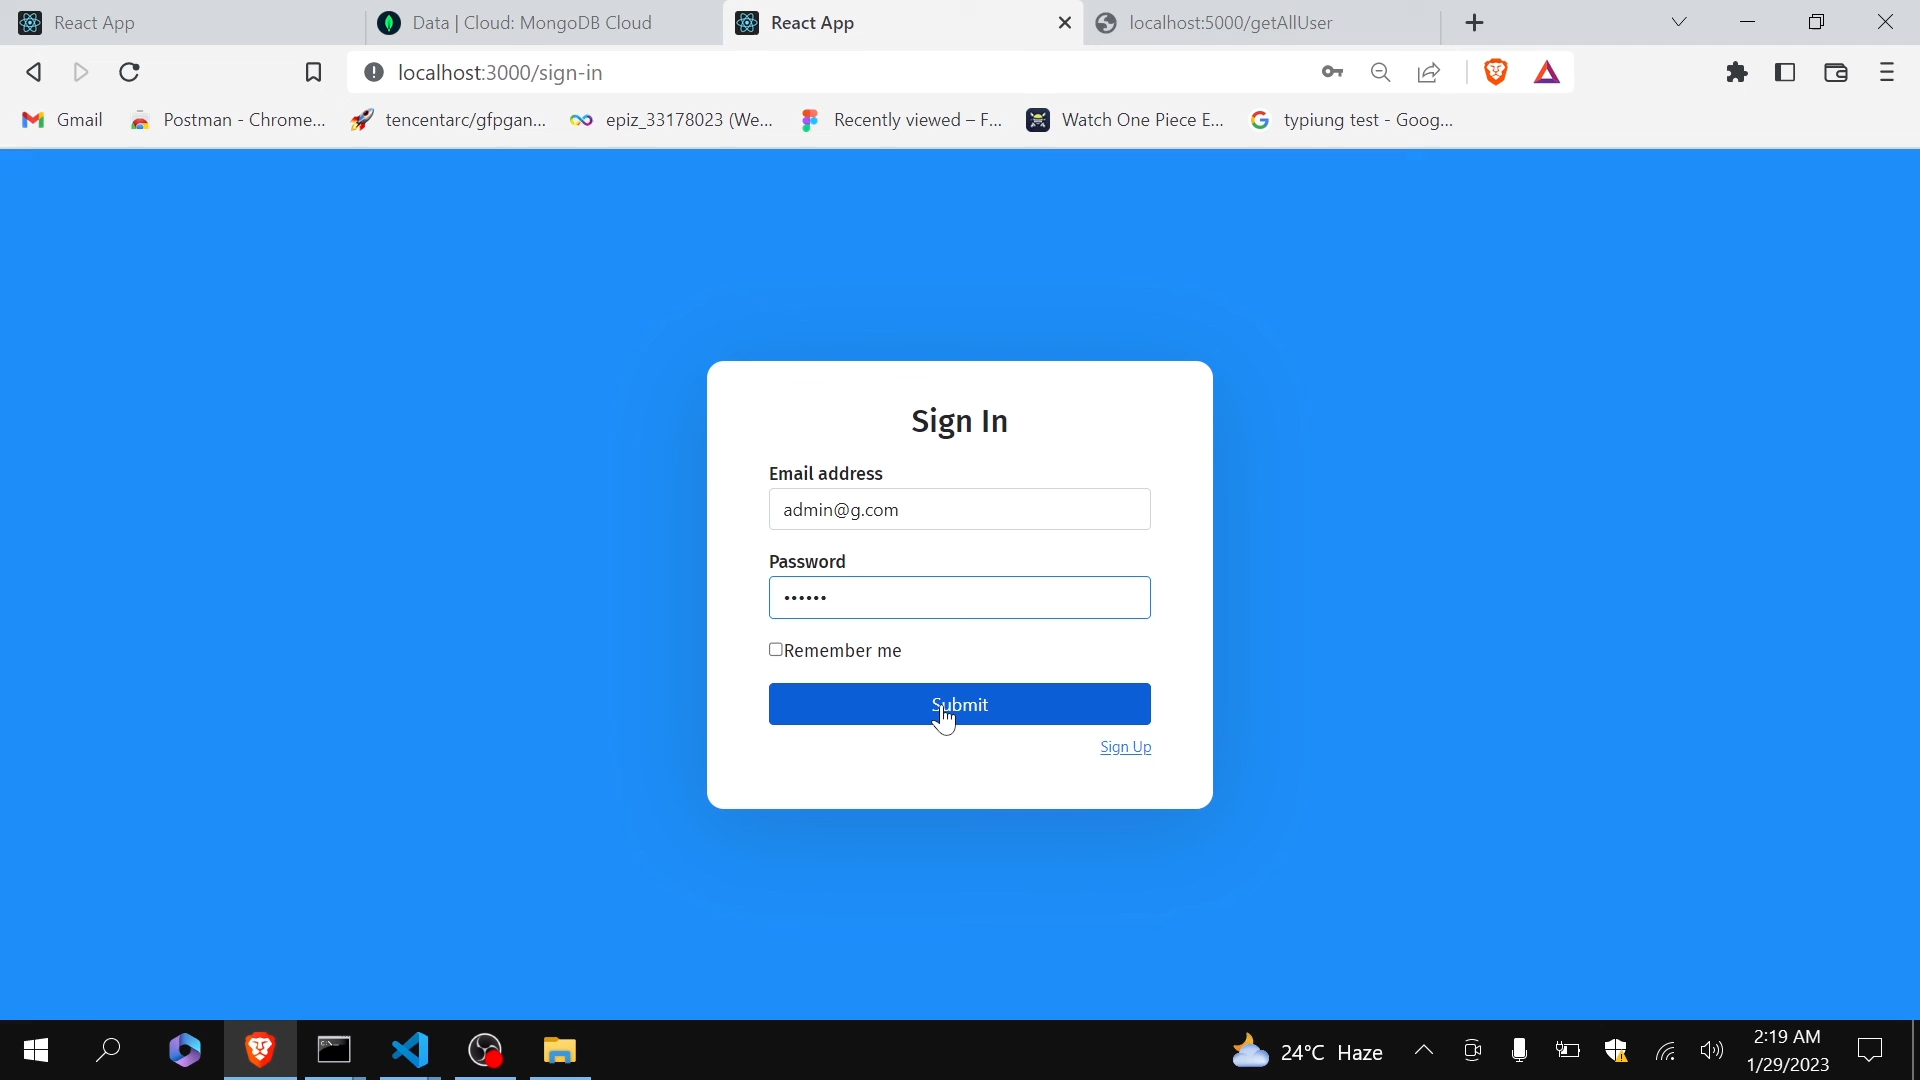 React App
Data | Cloud: MongoDB Cloud
React App
localhost:5000/getAllUser
localhost:3000/sign-in
Gmail
Postman - Chrome...
tencentarc/gfpgan...
epiz_33178023 (We...
Recently viewed – F...
Watch One Piece E...
typiung test - Goog...
Sign In
Email address
admin@g.com
Password
••••••
Remember me
Submit
Sign Up
24°C Haze
2:19 AM
1/29/2023